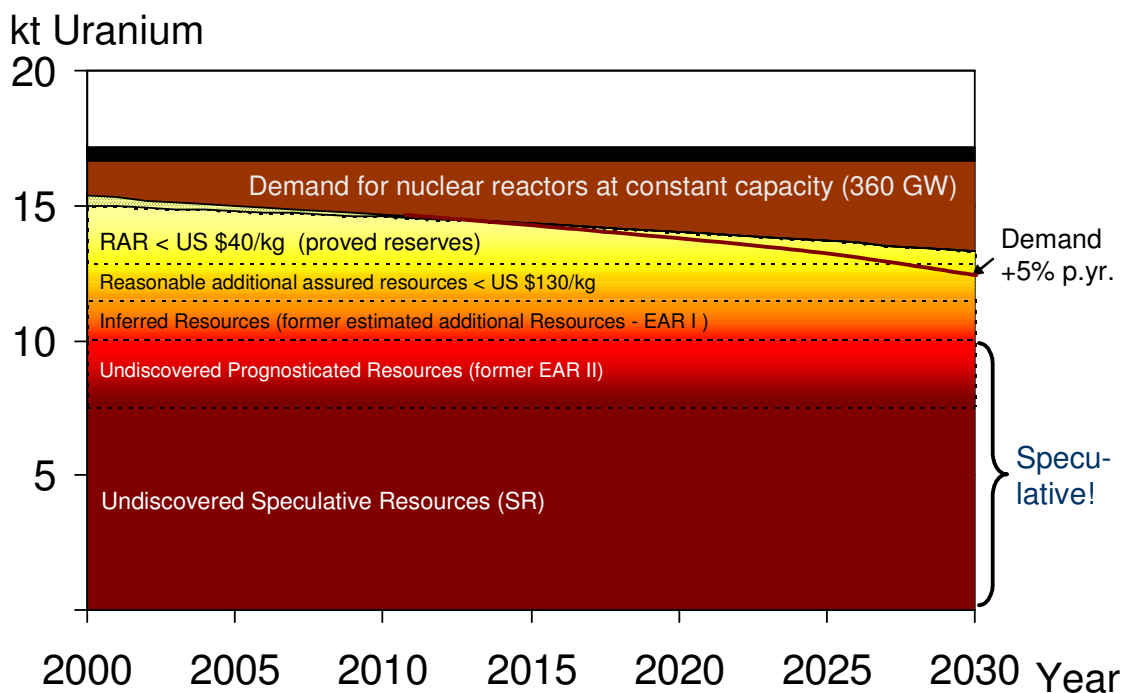 kt Uranium
20
15
10
5
Demand for nuclear reactors at constant capacity (360 GW)
RAR < US $40/kg (proved reserves)
Reasonable additional assured resources < US $130/kg
Inferred Resources (former estimated additional Resources - EAR I )
Undiscovered Prognosticated Resources (former EAR II)
Undiscovered Speculative Resources (SR)
Demand
+5% p.yr.
Specu-
lative!
2000 2005 2010 2015 2020 2025 2030 Year